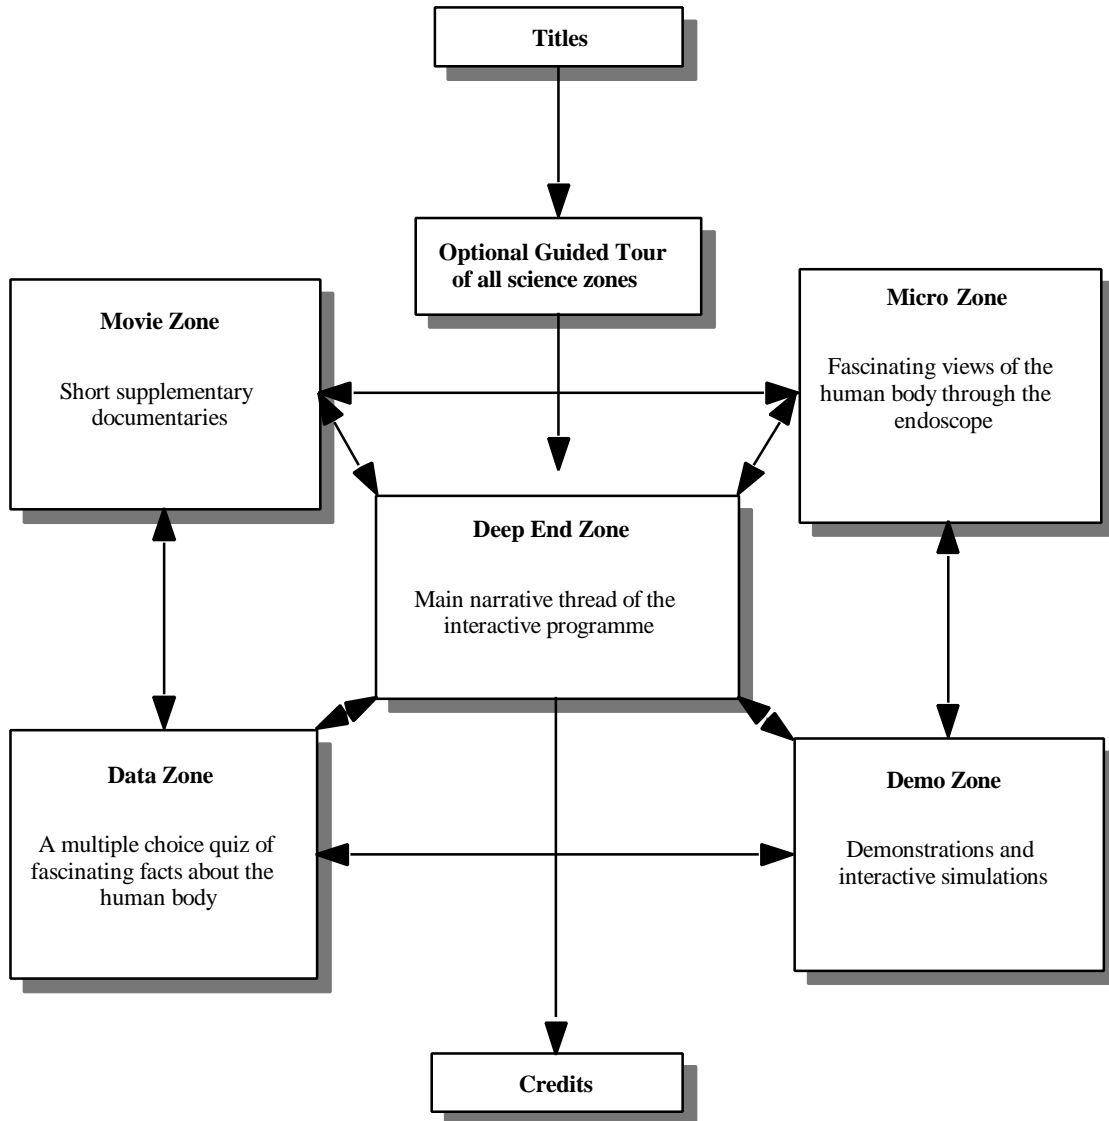 Titles
Optional Guided Tour
of all science zones
Movie Zone
Short supplementary
documentaries
Micro Zone
Fascinating views of the
human body through the
endoscope
Deep End Zone
Main narrative thread of the
interactive programme
Data Zone
A multiple choice quiz of
fascinating facts about the
human body
Demo Zone
Demonstrations and
interactive simulations
Credits